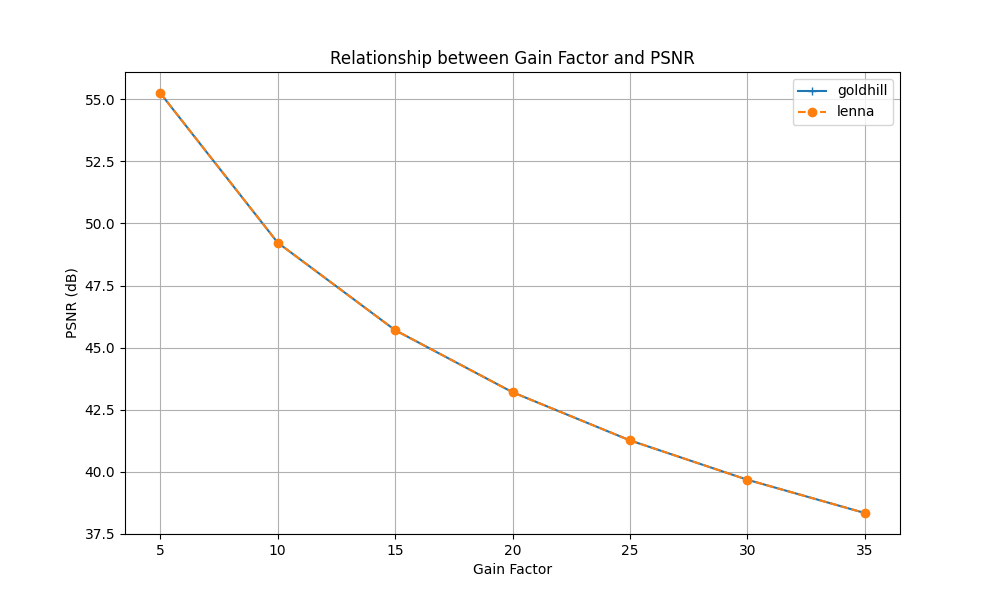 Relationship between Gain Factor and PSNR
goldhill
lenna
PSNR (dB)
55.0
52.5
50.0
47.5
45.0
42.5
40.0
37.5
5 10 15 20 25 30 35
Gain Factor